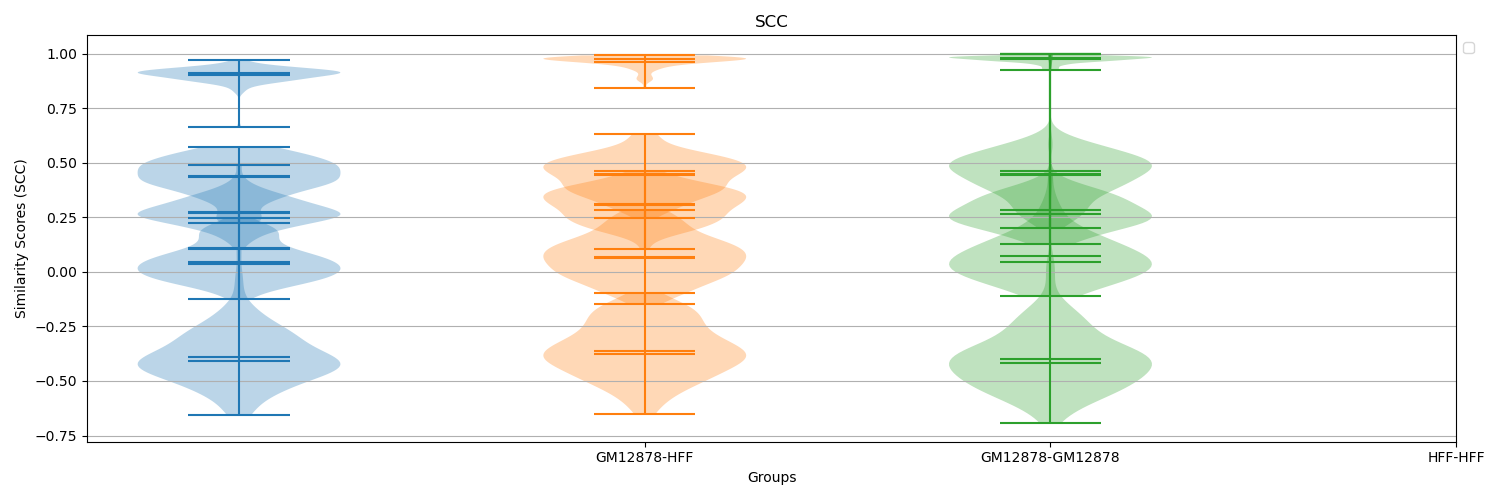 SCC
1.00
0.75
0.50
0.25
0.00
−0.25
−0.50
−0.75
Similarity Scores (SCC)
GM12878-HFF
GM12878-GM12878
HFF-HFF
Groups